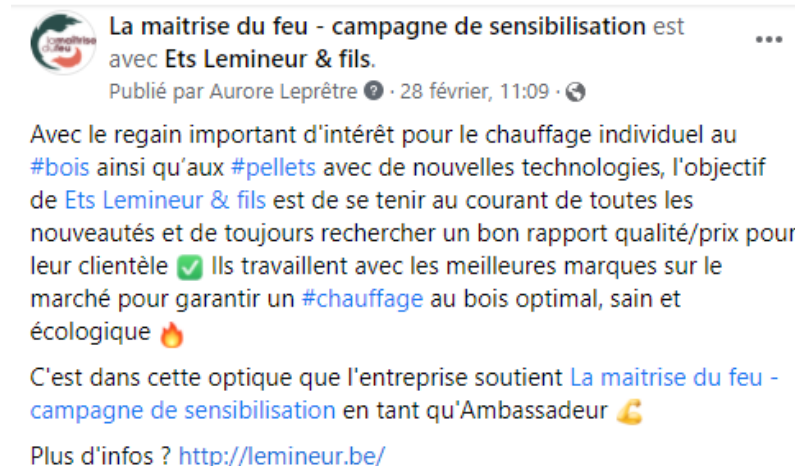 lamaîtrise
dufeu
La maitrise du feu - campagne de sensibilisation est
avec Ets Lemineur & fils.
Publié par Aurore Leprêtre · 28 février, 11:09 ·
Avec le regain important d'intérêt pour le chauffage individuel au
#bois ainsi qu’aux #pellets avec de nouvelles technologies, l'objectif
de Ets Lemineur & fils est de se tenir au courant de toutes les
nouveautés et de toujours rechercher un bon rapport qualité/prix pour
leur clientèle ✅ Ils travaillent avec les meilleures marques sur le
marché pour garantir un #chauffage au bois optimal, sain et
écologique 🔥
C'est dans cette optique que l'entreprise soutient La maitrise du feu -
campagne de sensibilisation en tant qu'Ambassadeur 💪
Plus d'infos ? http://lemineur.be/